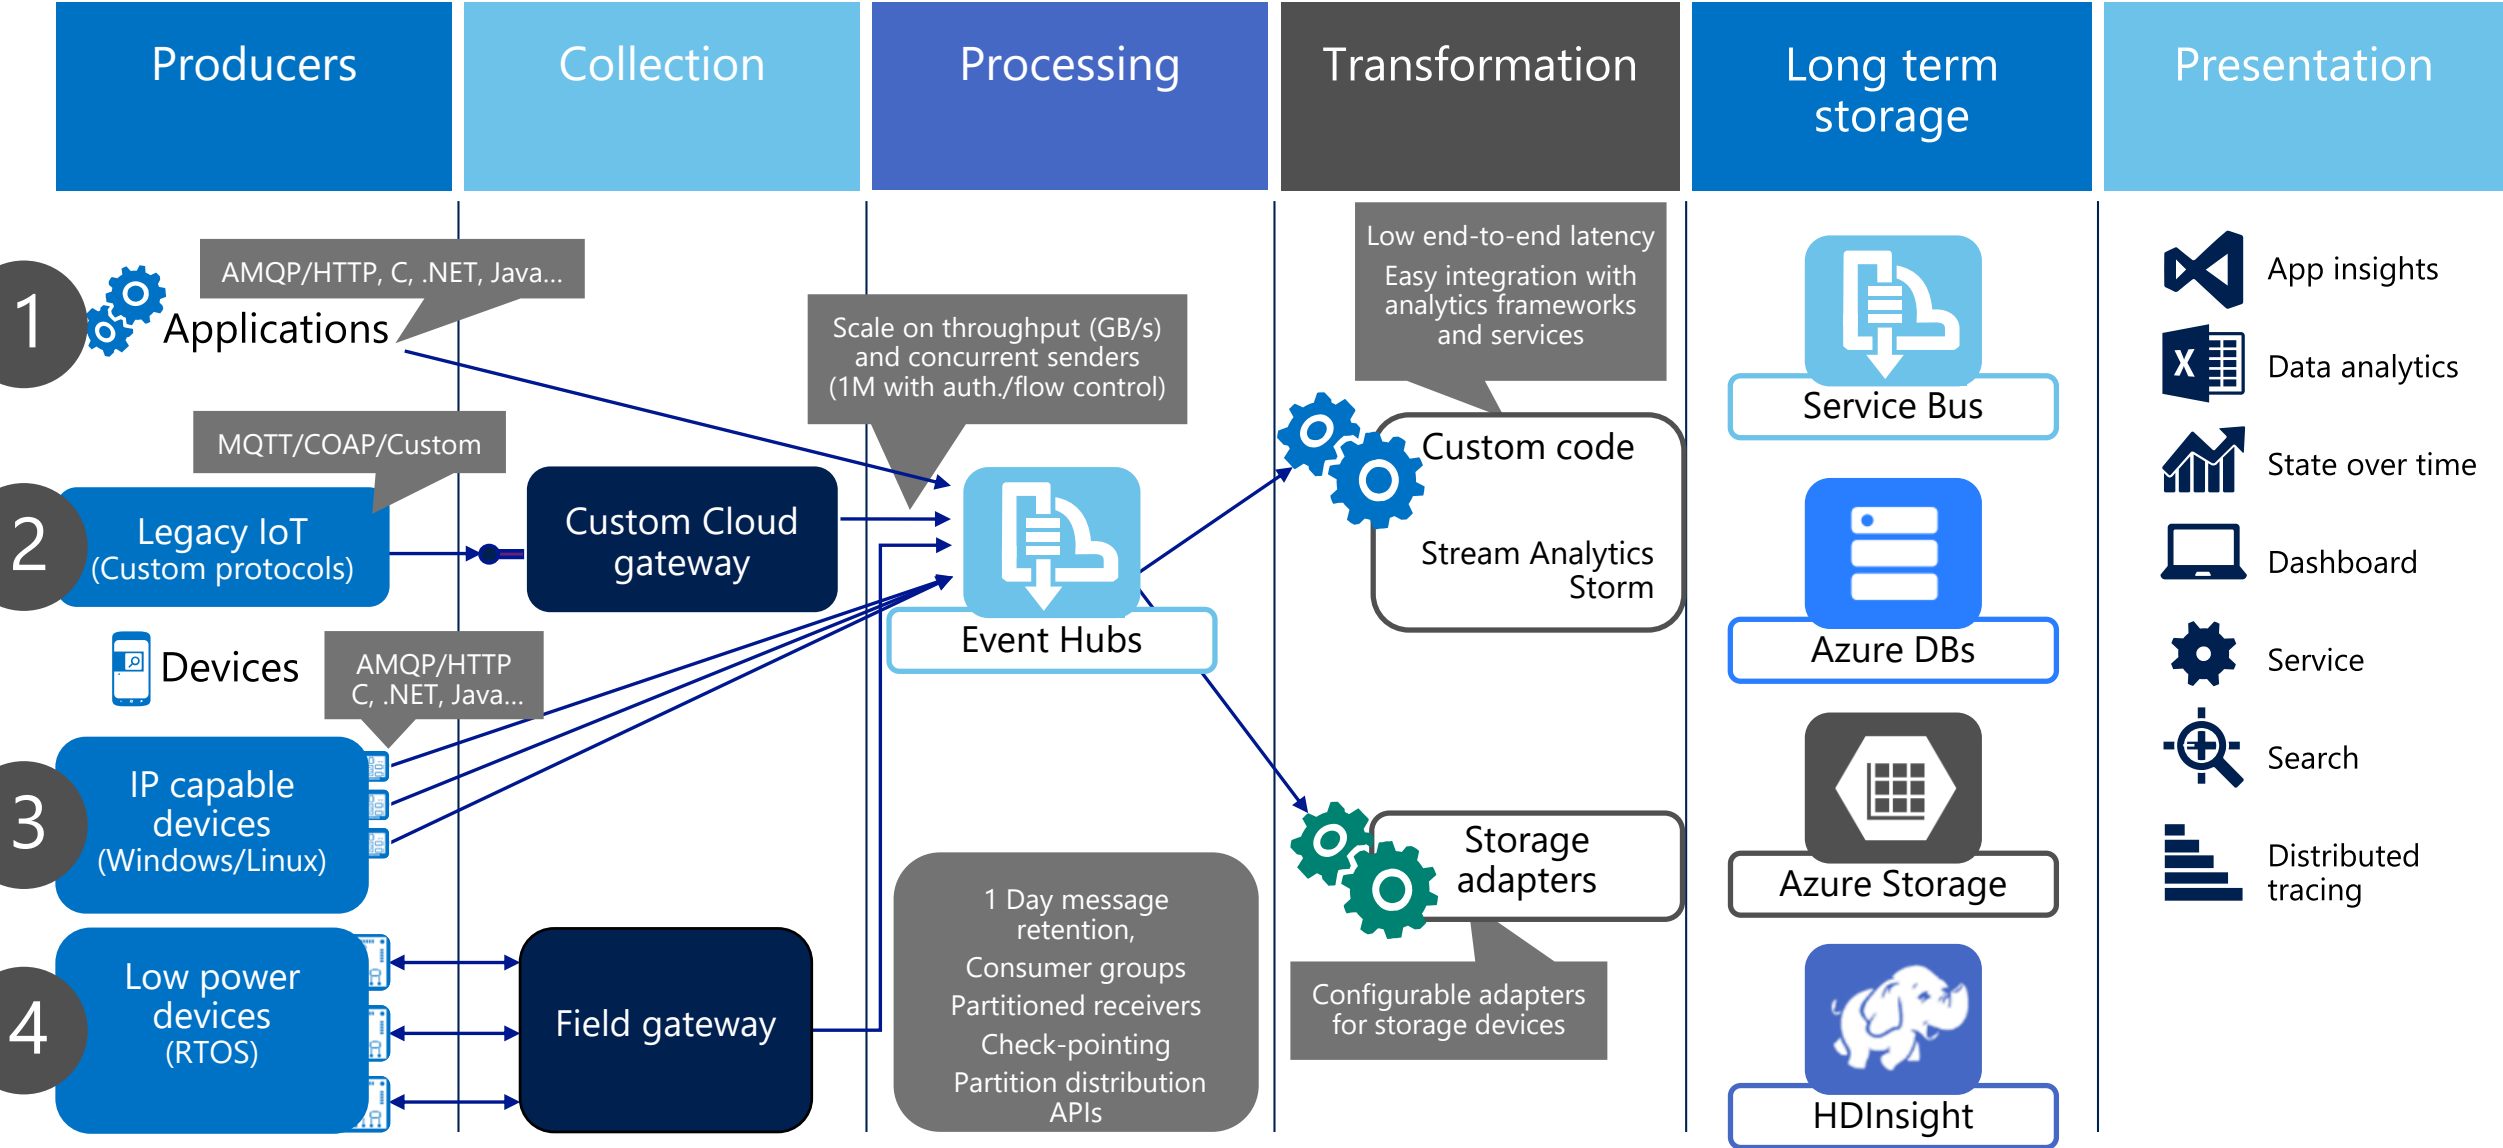 Producers
Collection
Processing
Transformation
Long term
storage
Presentation
1
Applications
AMQP/HTTP, C, .NET, Java...
2
MQTT/COAP/Custom
Legacy IoT
(Custom protocols)
Devices
AMQP/HTTP
C, .NET, Java...
3
IP capable
devices
(Windows/Linux)
4
Low power
devices
(RTOS)
Custom Cloud
gateway
Field gateway
Scale on throughput (GB/s)
and concurrent senders
(1M with auth./flow control)
Event Hubs
1 Day message
retention,
Consumer groups
Partitioned receivers
Check-pointing
Partition distribution
APIs
Low end-to-end latency
Easy integration with
analytics frameworks
and services
Custom code
Stream Analytics
Storm
Storage
adapters
Configurable adapters
for storage devices
Service Bus
Azure DBs
Azure Storage
HDInsight
App insights
X
Data analytics
State over time
Dashboard
Service
Search
Distributed
tracing